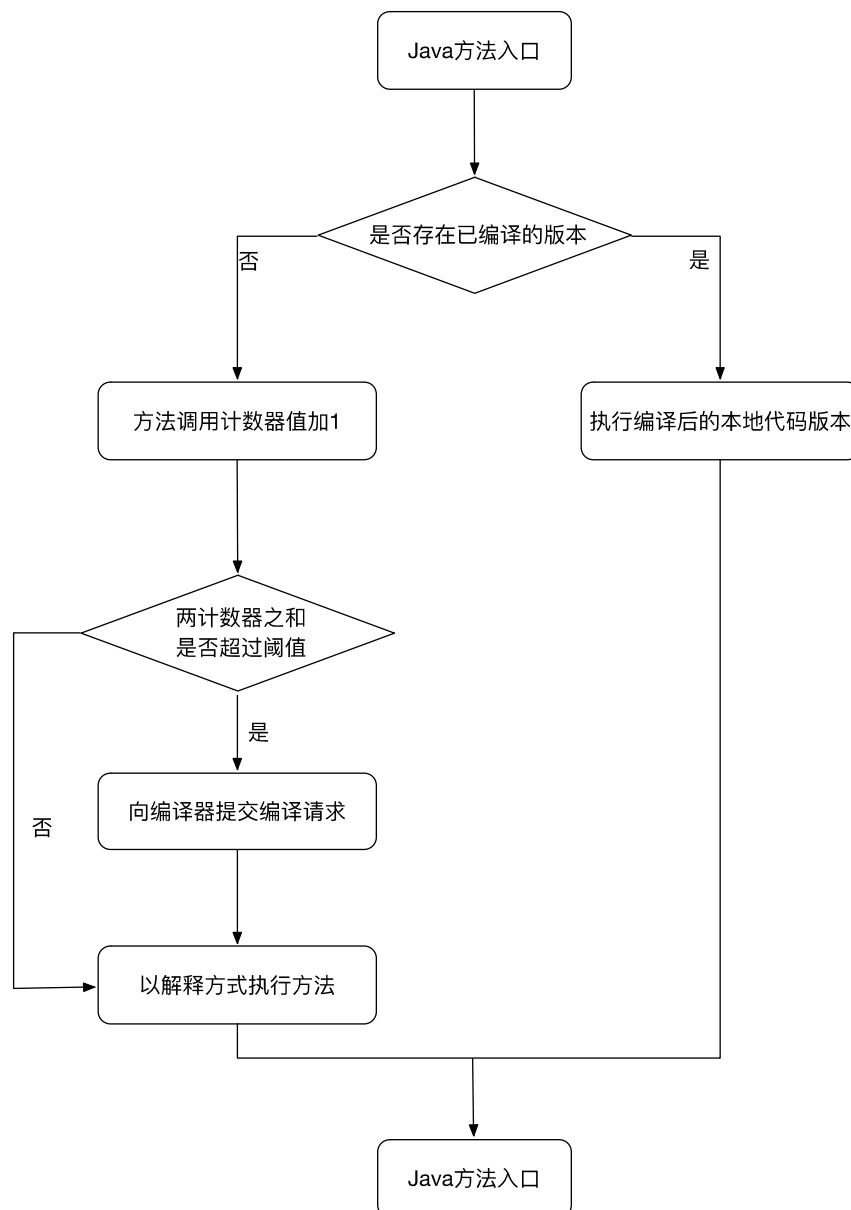 Java方法入口
是否存在已编译的版本
否
是
方法调用计数器值加1
执行编译后的本地代码版本
两计数器之和
是否超过阈值
是
向编译器提交编译请求
否
以解释方式执行方法
Java方法入口